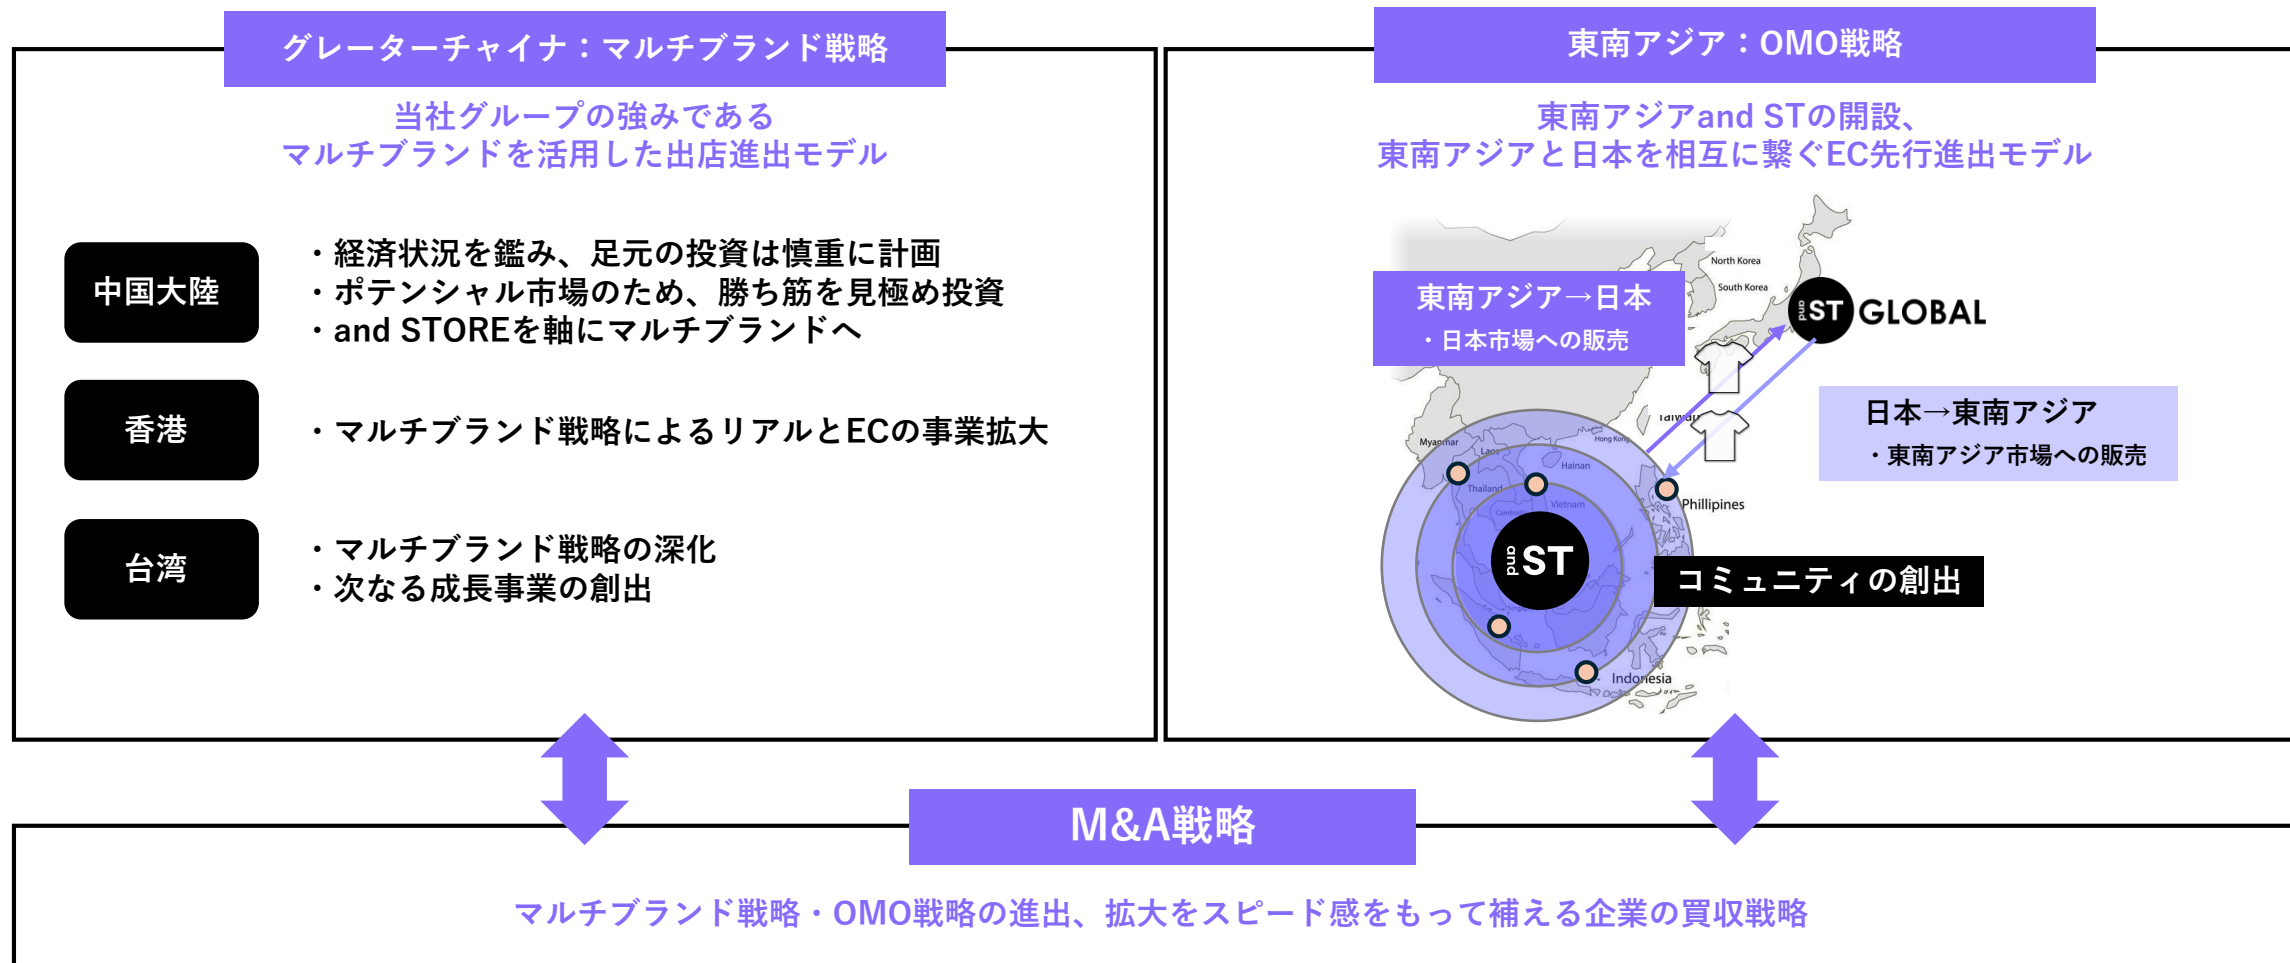 グレーターチャイナ：マルチブランド戦略
当社グループの強みである
マルチブランドを活用した出店進出モデル
中国大陸
・経済状況を鑑み、足元の投資は慎重に計画
・ポテンシャル市場のため、勝ち筋を見極め投資
・and STOREを軸にマルチブランドへ
香港
・マルチブランド戦略によるリアルとECの事業拡大
台湾
・マルチブランド戦略の深化
・次なる成長事業の創出
東南アジア：OMO戦略
東南アジアand STの開設、
東南アジアと日本を相互に繋ぐEC先行進出モデル
North Korea
South Korea
東南アジア→日本
・日本市場への販売
and ST GLOBAL
日本→東南アジア
・東南アジア市場への販売
Taiwan
Hong Kong
Myanmar
Laos
Hainan
Thailand
Vietnam
Cambodia
Phillipines
and ST
コミュニティの創出
Indonesia
M&A戦略
マルチブランド戦略・OMO戦略の進出、拡大をスピード感をもって補える企業の買収戦略